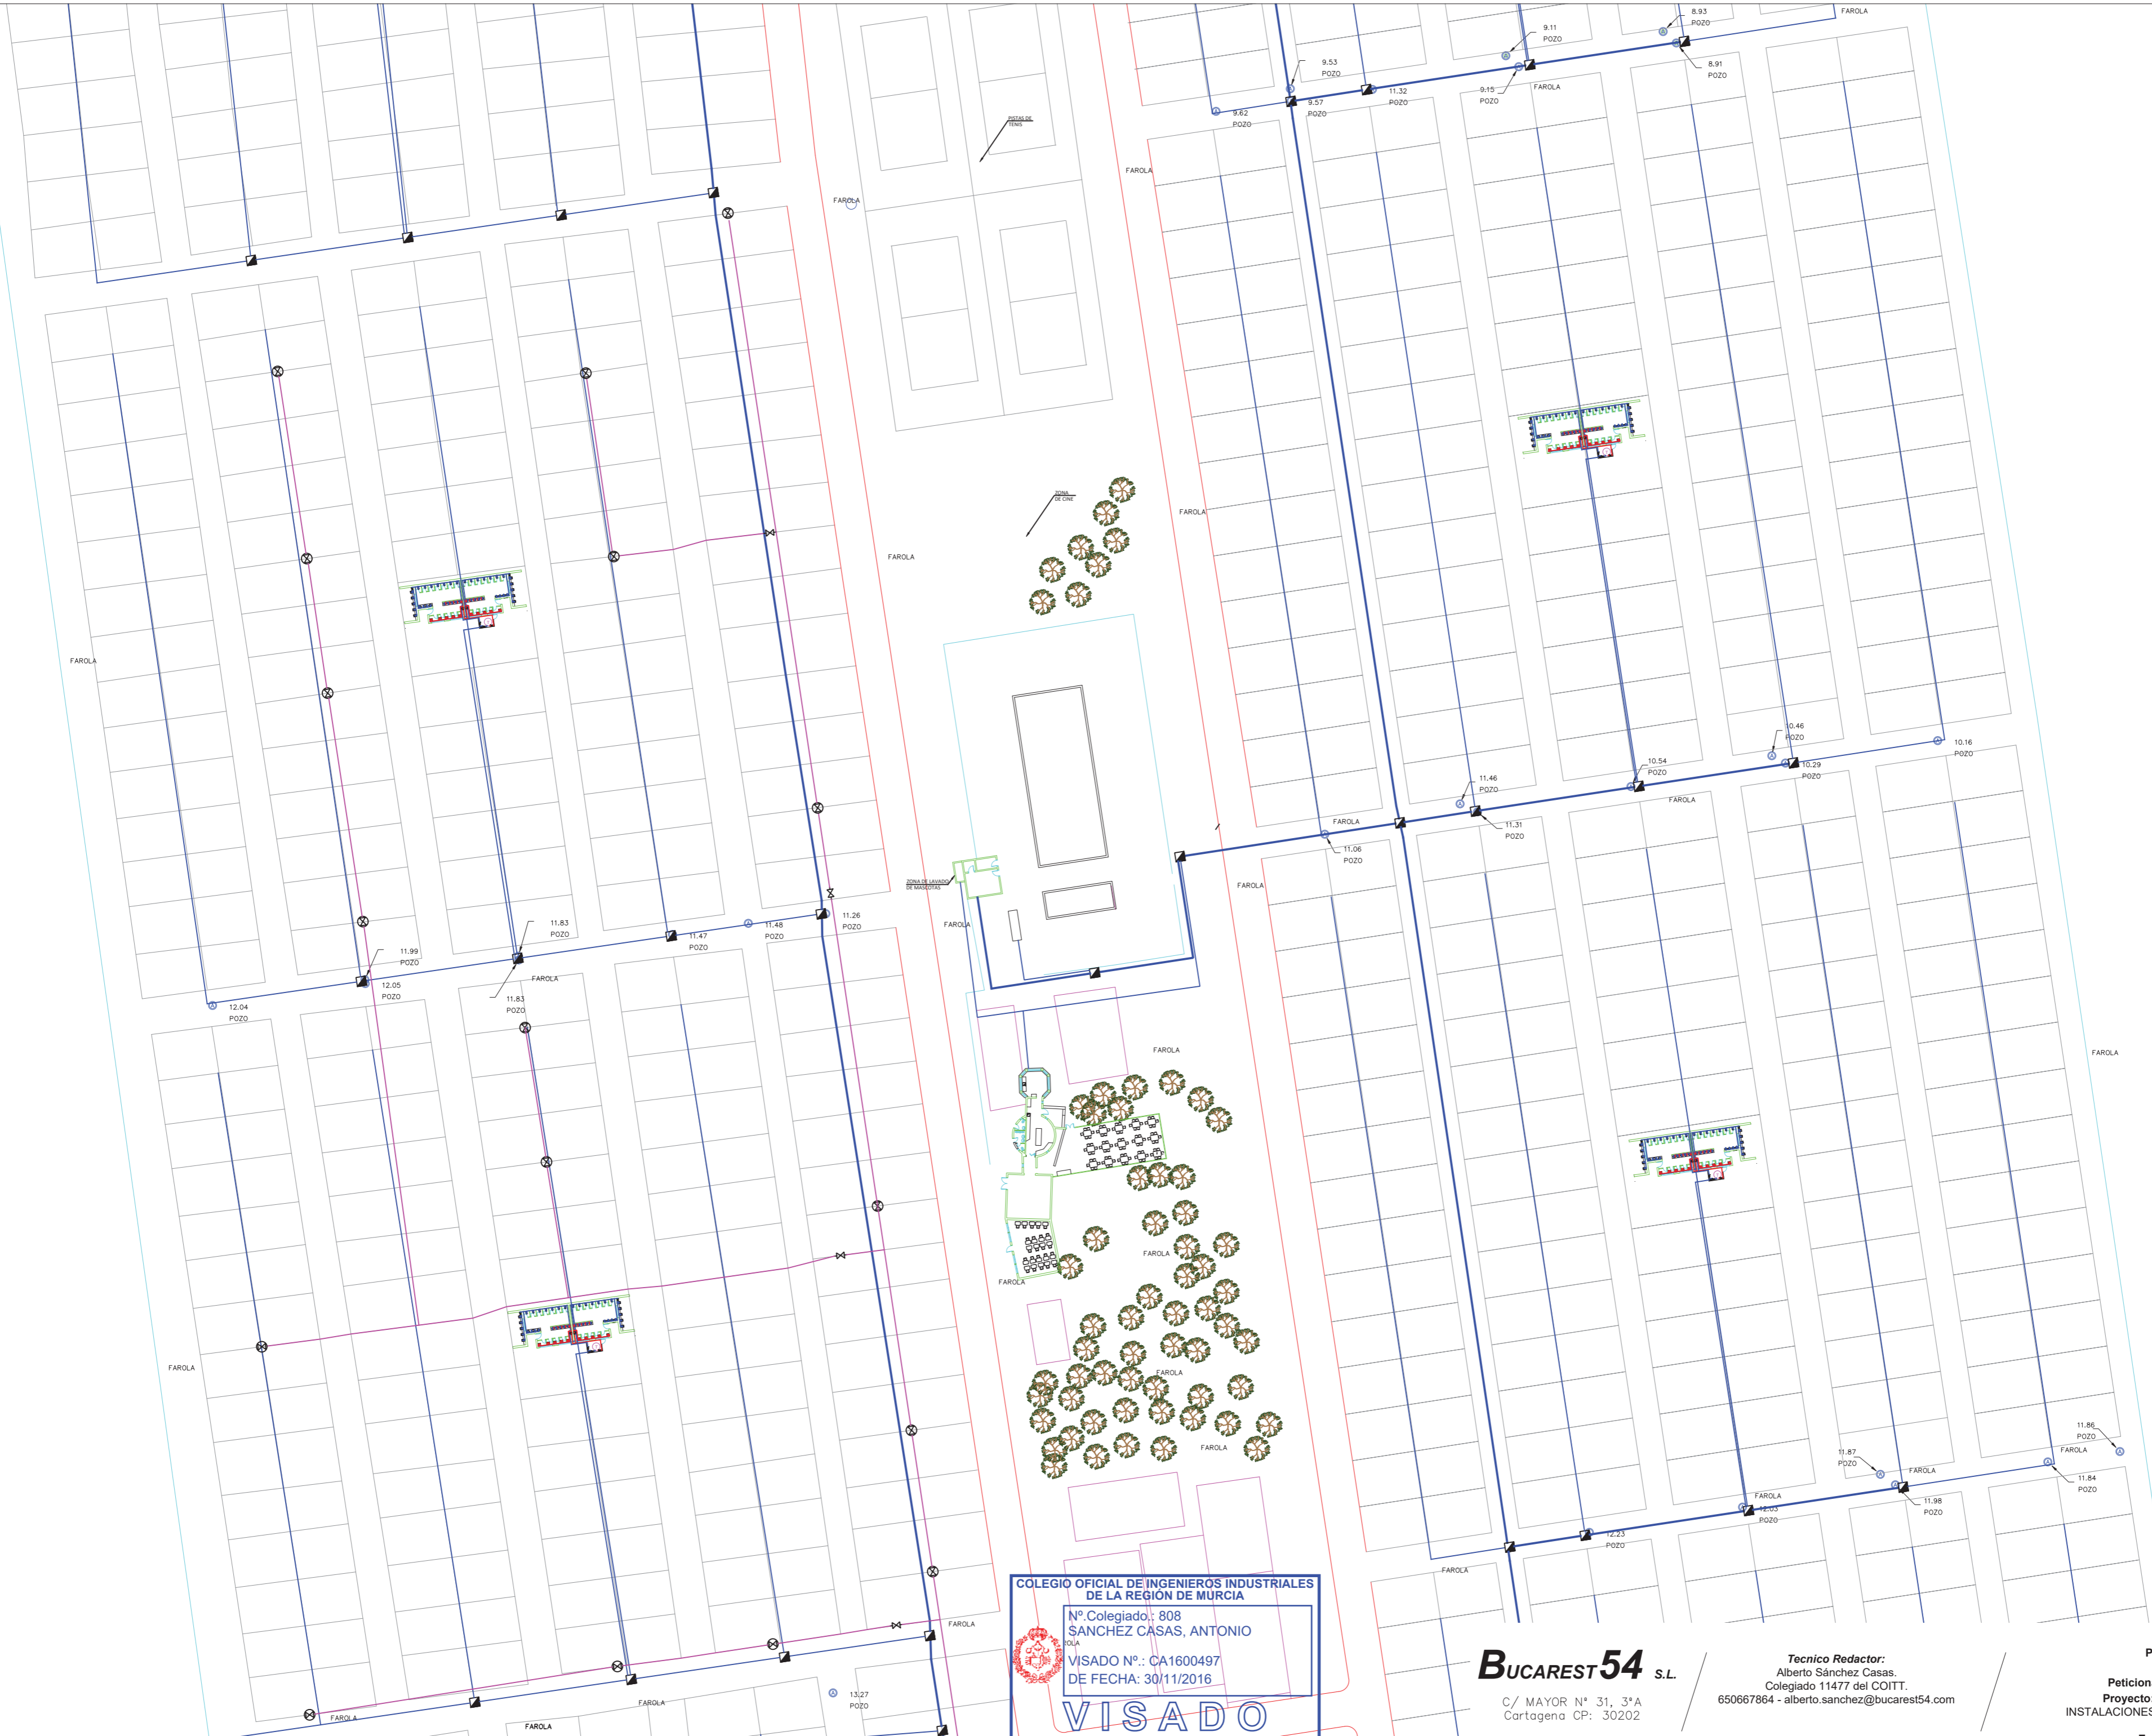 FAROLA
8.93
POZO
9.11
POZO
9.53
POZO
8.91
POZO
9.15
POZO
FAROLA
11.32
POZO
9.57
POZO
9.62
POZO
PISTAS DE
TENIS
FAROLA
FAROLA
ZONA
DE CINE
FAROLA
FAROLA
FAROLA
10.46
POZO
10.16
POZO
10.54
POZO
10.29
POZO
11.46
POZO
FAROLA
FAROLA
11.31
POZO
11.06
POZO
ZONA DE LAVADO
DE MASCOTAS
FAROLA
11.26
POZO
FAROLA
11.83
POZO
11.48
POZO
11.47
POZO
11.99
POZO
FAROLA
12.05
POZO
11.83
POZO
12.04
POZO
FAROLA
FAROLA
FAROLA
FAROLA
FAROLA
FAROLA
FAROLA
11.86
POZO
FAROLA
11.87
POZO
FAROLA
11.84
POZO
FAROLA
11.98
POZO
12.03
POZO
12.23
POZO
FAROLA
COLEGIO OFICIAL DE INGENIEROS INDUSTRIALES
DE LA REGIÓN DE MURCIA
Nº.Colegiado.: 808
SANCHEZ CASAS, ANTONIO
VISADO Nº.: CA1600497
DE FECHA: 30/11/2016
VISADO
FAROLA
13.27
POZO
FAROLA
FAROLA
FAROLA
BUCAREST 54 S.L.
C/ MAYOR Nº 31, 3ºA
Cartagena CP: 30202
Tecnico Redactor:
Alberto Sánchez Casas.
Colegiado 11477 del COITT.
650667864 - alberto.sanchez@bucarest54.com
P
Peticion
Proyecto
INSTALACIONES